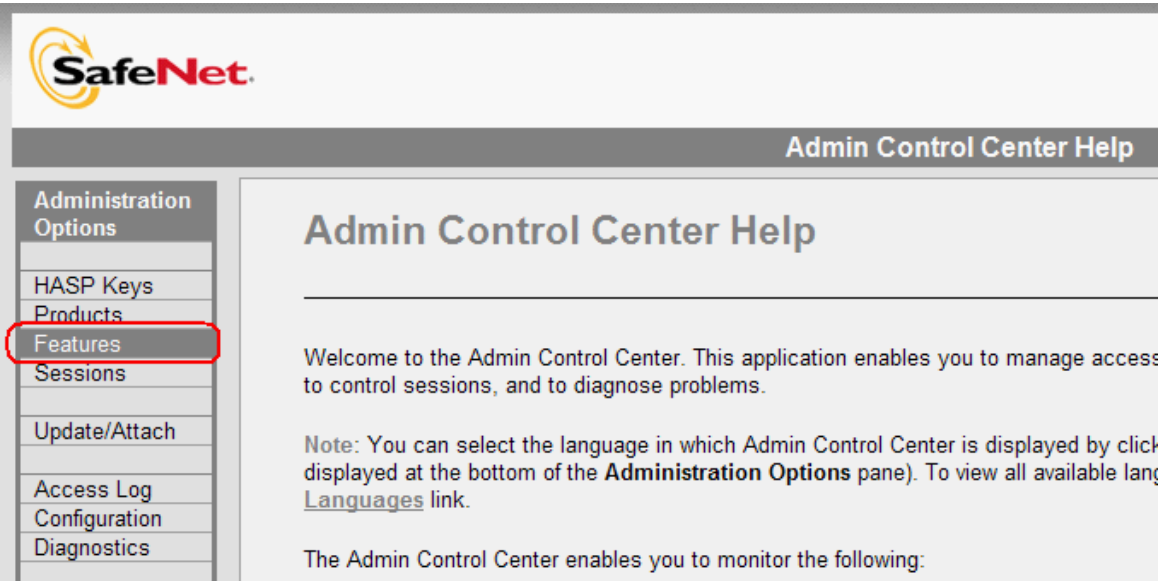 SafeNet.
Admin Control Center Help
Administration
Options
HASP Keys
Products
Features
Sessions
Update/Attach
Access Log
Configuration
Diagnostics
Admin Control Center Help
Welcome to the Admin Control Center. This application enables you to manage access
to control sessions, and to diagnose problems.
Note: You can select the language in which Admin Control Center is displayed by click
displayed at the bottom of the Administration Options pane). To view all available lang
Languages link.
The Admin Control Center enables you to monitor the following: